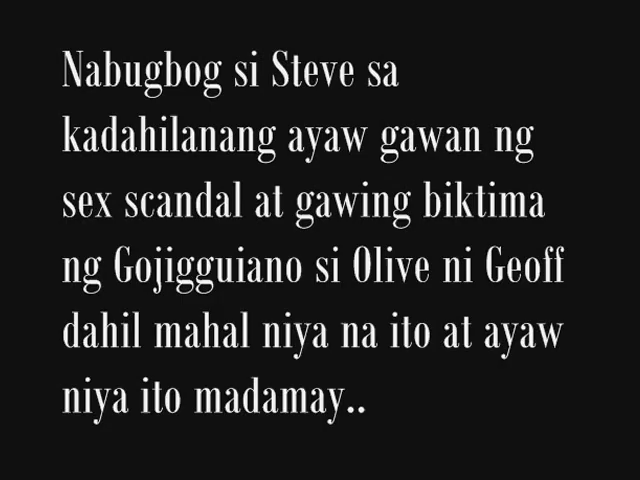 Nabugbog si Steve sa
kadahilanang ayaw gawan ng
sex scandal at gawing biktima
ng Gojigguiano si Olive ni Geoff
dahil mahal niya na ito at ayaw
niya ito madamay..